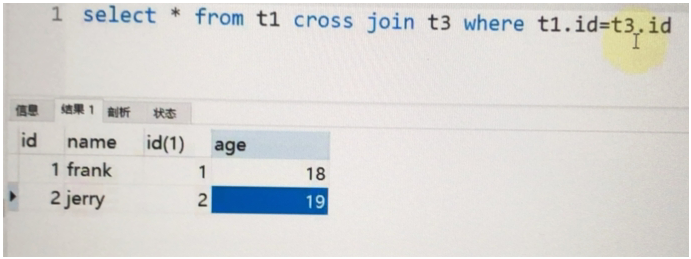 1 select * from t1 cross join t3 where t1.id=t3.id
信息 结果 1 剖析 状态
id name id(1) age
1 frank 1 18
2 jerry 2 19